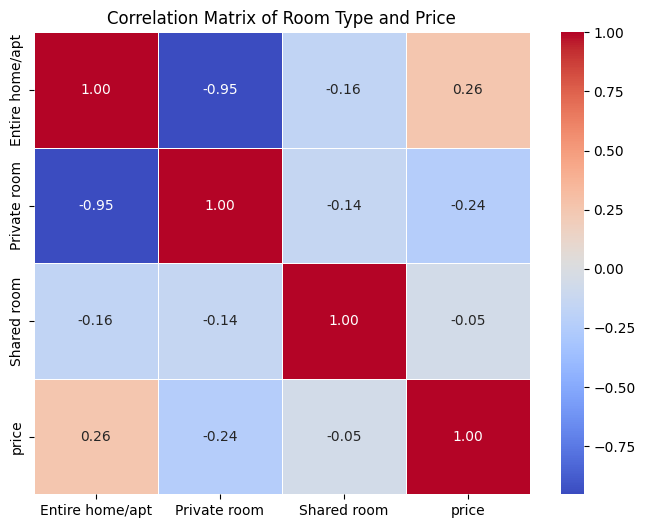 Correlation Matrix of Room Type and Price
Entire home/apt
1.00 -0.95 -0.16 0.26
Private room
-0.95 1.00 -0.14 -0.24
Shared room
-0.16 -0.14 1.00 -0.05
price
0.26 -0.24 -0.05 1.00
Entire home/apt Private room Shared room price
1.00
0.75
0.50
0.25
0.00
−0.25
−0.50
−0.75